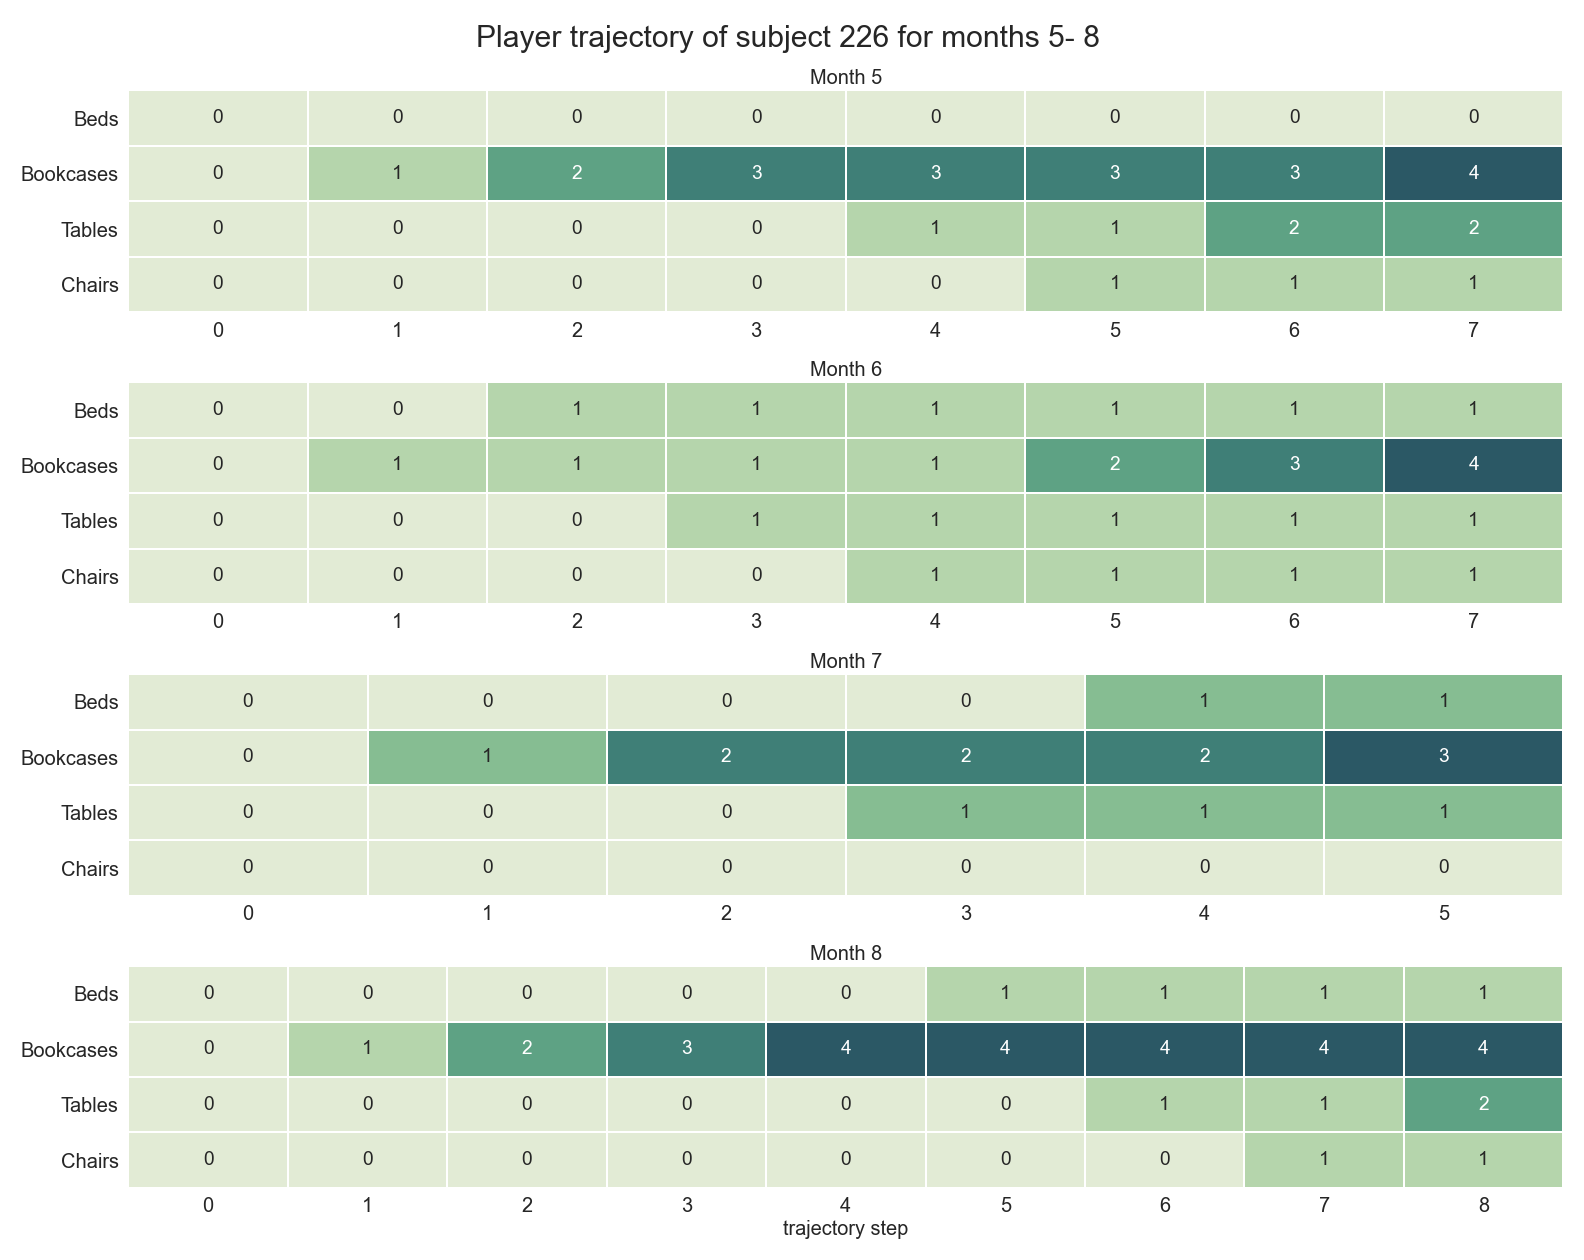 Player trajectory of subject 226 for months 5- 8
Month 5
Beds 0 0 0 0 0 0 0 0
Bookcases 0 1 2 3 3 3 3 4
Tables 0 0 0 0 1 1 2 2
Chairs 0 0 0 0 0 1 1 1
0 1 2 3 4 5 6 7
Month 6
Beds 0 0 1 1 1 1 1 1
Bookcases 0 1 1 1 1 2 3 4
Tables 0 0 0 1 1 1 1 1
Chairs 0 0 0 0 1 1 1 1
0 1 2 3 4 5 6 7
Month 7
Beds 0 0 0 0 1 1
Bookcases 0 1 2 2 2 3
Tables 0 0 0 1 1 1
Chairs 0 0 0 0 0 0
0 1 2 3 4 5
Month 8
Beds 0 0 0 0 0 1 1 1 1
Bookcases 0 1 2 3 4 4 4 4 4
Tables 0 0 0 0 0 0 1 1 2
Chairs 0 0 0 0 0 0 0 1 1
0 1 2 3 4 5 6 7 8
trajectory step